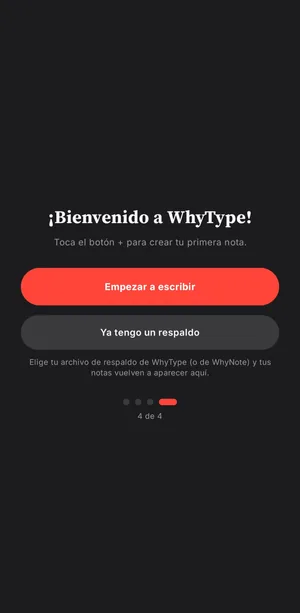 ¡Bienvenido a WhyType!
Toca el botón + para crear tu primera nota.
Empezar a escribir
Ya tengo un respaldo
Elige tu archivo de respaldo de WhyType (o de WhyNote) y tus
notas vuelven a aparecer aquí.
4 de 4